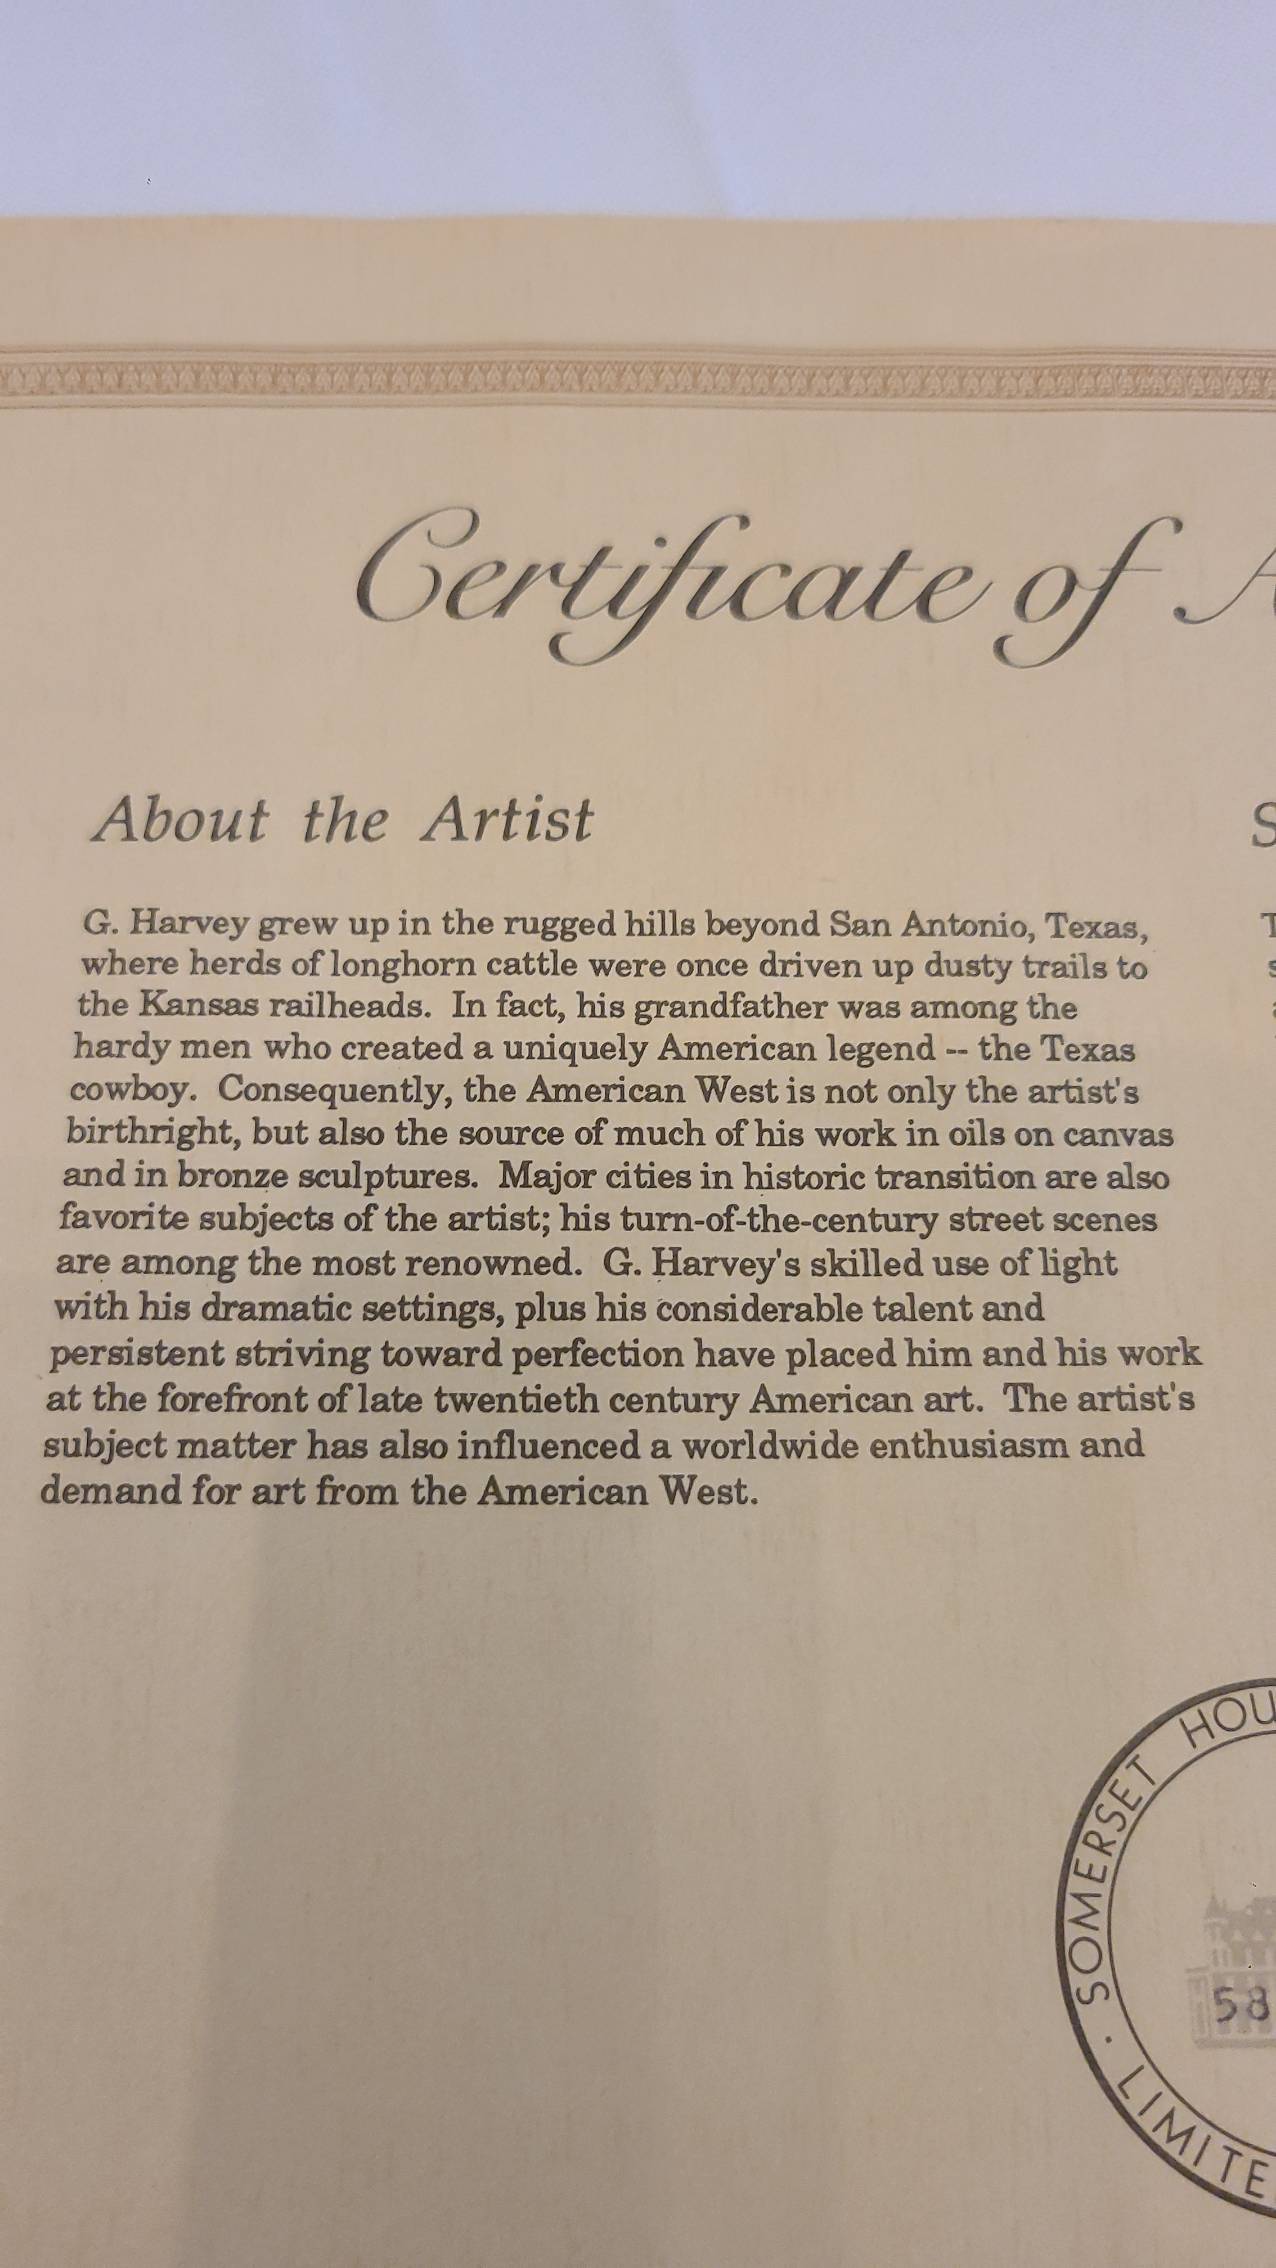 Certificate of A
About the Artist
G. Harvey grew up in the rugged hills beyond San Antonio, Texas,
where herds of longhorn cattle were once driven up dusty trails to
the Kansas railheads. In fact, his grandfather was among the
hardy men who created a uniquely American legend -- the Texas
cowboy. Consequently, the American West is not only the artist's
birthright, but also the source of much of his work in oils on canvas
and in bronze sculptures. Major cities in historic transition are also
favorite subjects of the artist; his turn-of-the-century street scenes
are among the most renowned. G. Harvey's skilled use of light
with his dramatic settings, plus his considerable talent and
persistent striving toward perfection have placed him and his work
at the forefront of late twentieth century American art. The artist's
subject matter has also influenced a worldwide enthusiasm and
demand for art from the American West.
S
T
s
a
SOMERSET HOU
58
LIMITE